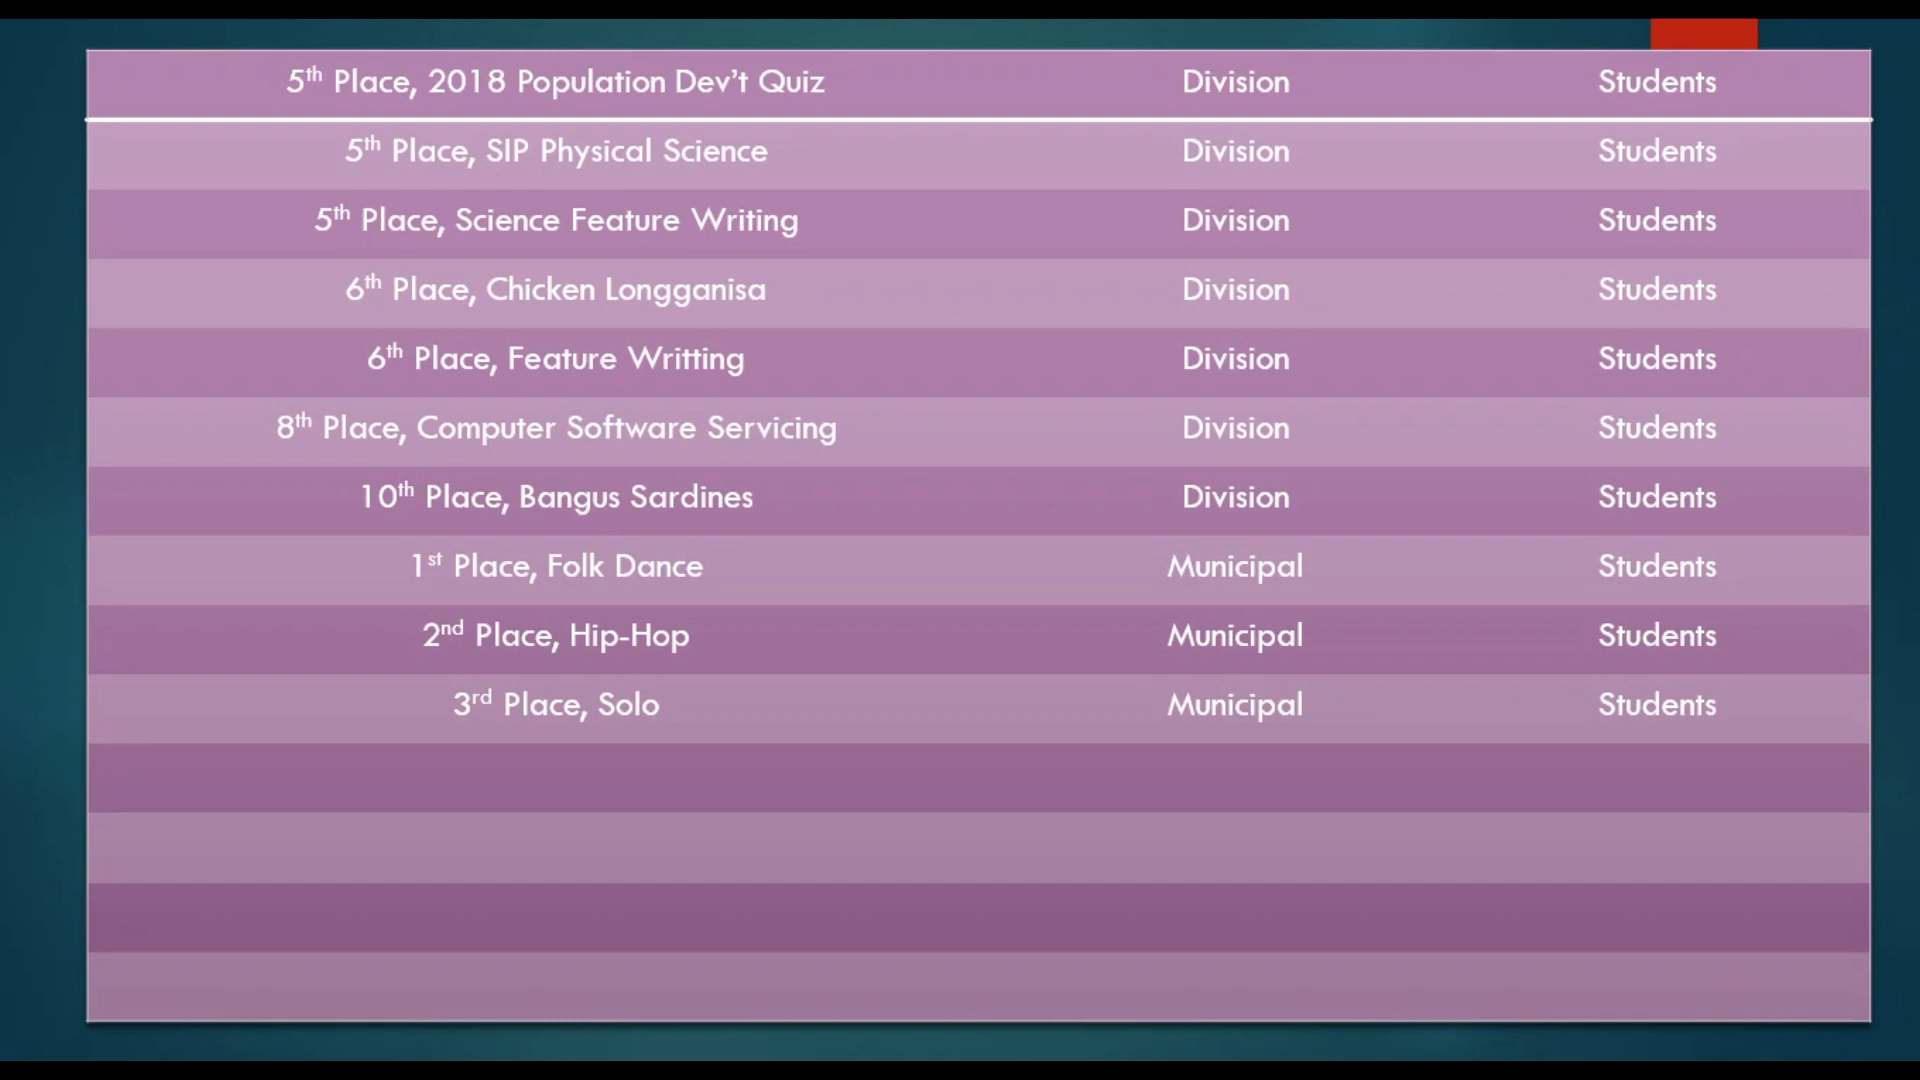 5th Place, 2018 Population Dev't Quiz Division Students
5th Place, SIP Physical Science Division Students
5th Place, Science Feature Writing Division Students
6th Place, Chicken Longganisa Division Students
6th Place, Feature Writting Division Students
8th Place, Computer Software Servicing Division Students
10th Place, Bangus Sardines Division Students
1st Place, Folk Dance Municipal Students
2nd Place, Hip-Hop Municipal Students
3rd Place, Solo Municipal Students